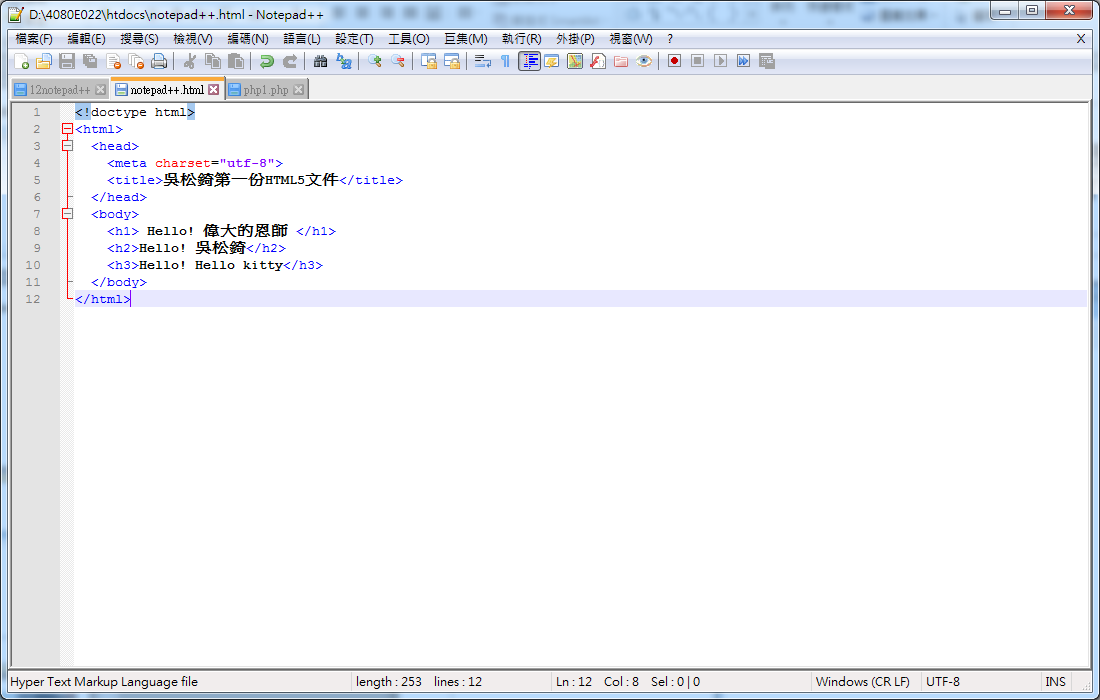 D:\4080E022\htdocs\notepad++.html - Notepad++
檔案(F) 編輯(E) 搜尋(S) 檢視(V) 編碼(N) 語言(L) 設定(T) 工具(O) 巨集(M) 執行(R) 外掛(P) 視窗(W) ? X
12notepad++ notepad++.html php1.php
1 <!doctype html>
2 <html>
3 <head>
4 <meta charset="utf-8">
5 <title>吳松錡第一份HTML5文件</title>
6 </head>
7 <body>
8 <h1> Hello! 偉大的恩師 </h1>
9 <h2>Hello! 吳松錡</h2>
10 <h3>Hello! Hello kitty</h3>
11 </body>
12 </html>
Hyper Text Markup Language file length : 253 lines : 12 Ln : 12 Col : 8 Sel : 0 | 0 Windows (CR LF) UTF-8 INS